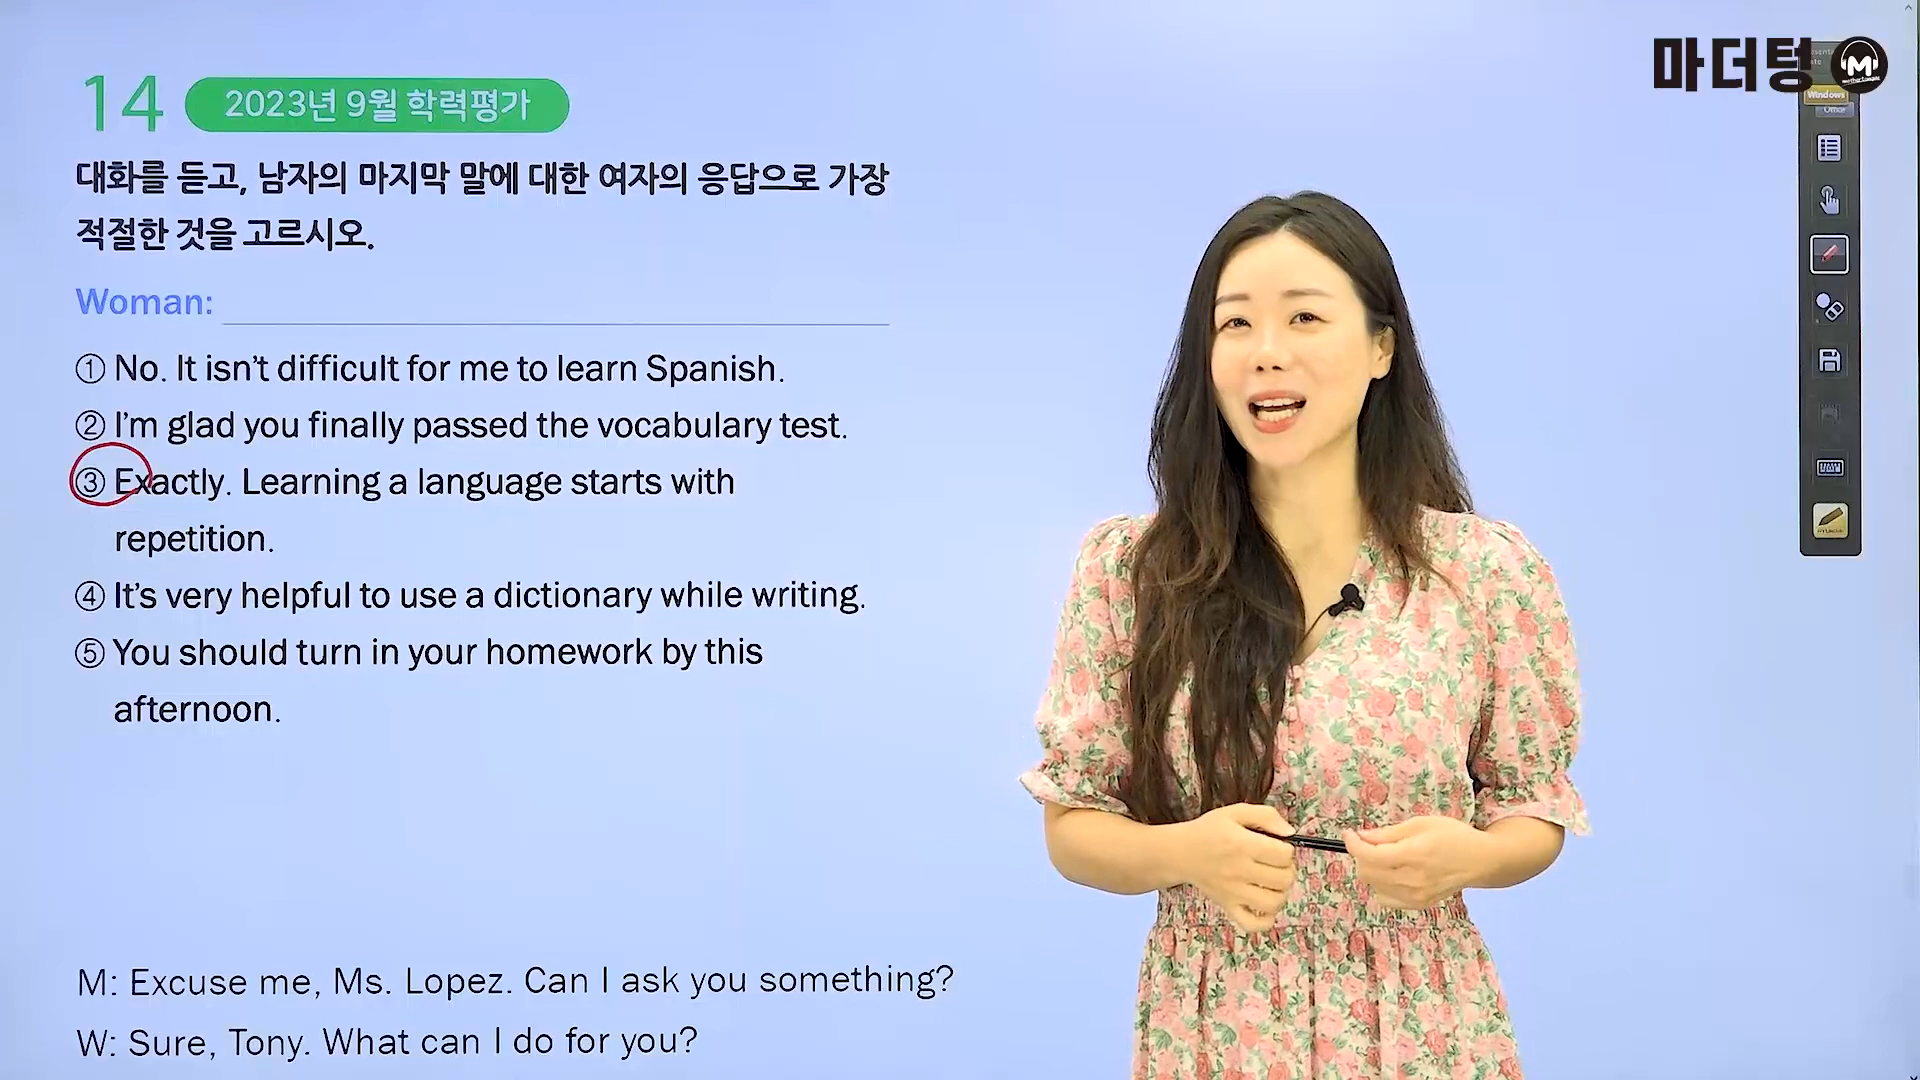 마더텅
14 2023년 9월 학력평가
대화를 듣고, 남자의 마지막 말에 대한 여자의 응답으로 가장
적절한 것을 고르시오.
Woman:
① No. It isn't difficult for me to learn Spanish.
② I'm glad you finally passed the vocabulary test.
③ Exactly. Learning a language starts with
repetition.
④ It's very helpful to use a dictionary while writing.
⑤ You should turn in your homework by this
afternoon.
M: Excuse me, Ms. Lopez. Can I ask you something?
W: Sure, Tony. What can I do for you?
Windows
Office